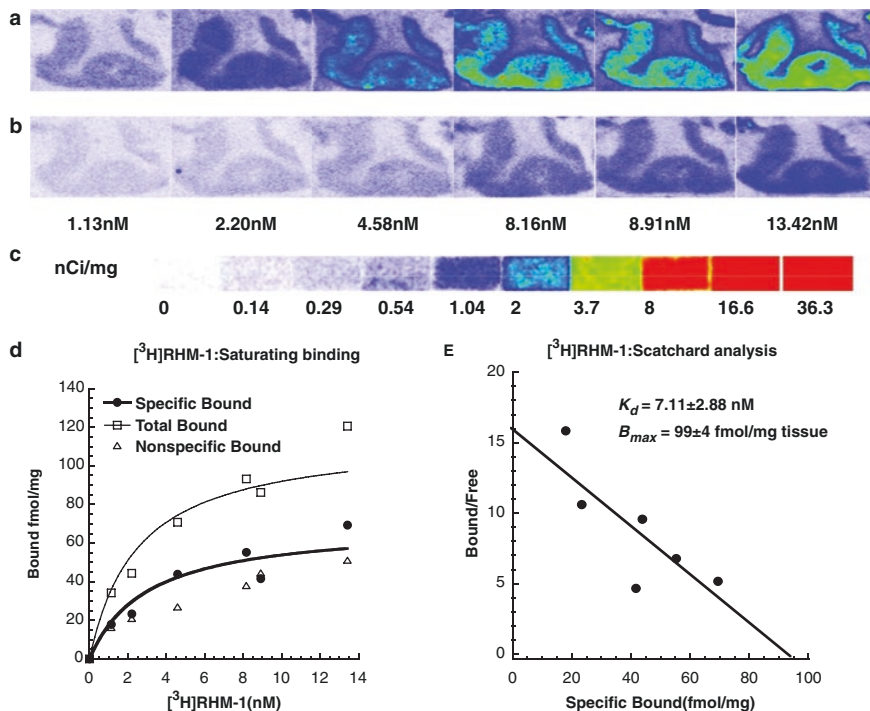 a
b
1.13nM 2.20nM 4.58nM 8.16nM 8.91nM 13.42nM
c
nCi/mg
0 0.14 0.29 0.54 1.04 2 3.7 8 16.6 36.3
d
[³H]RHM-1:Saturating binding
140
120
100
80
60
40
20
0
Bound fmol/mg
Specific Bound
Total Bound
Nonspecific Bound
0 2 4 6 8 10 12 14
[³H]RHM-1(nM)
E
[³H]RHM-1:Scatchard analysis
20
15
10
5
0
Bound/Free
K_d = 7.11±2.88 nM
B_max = 99±4 fmol/mg tissue
0 20 40 60 80 100
Specific Bound(fmol/mg)